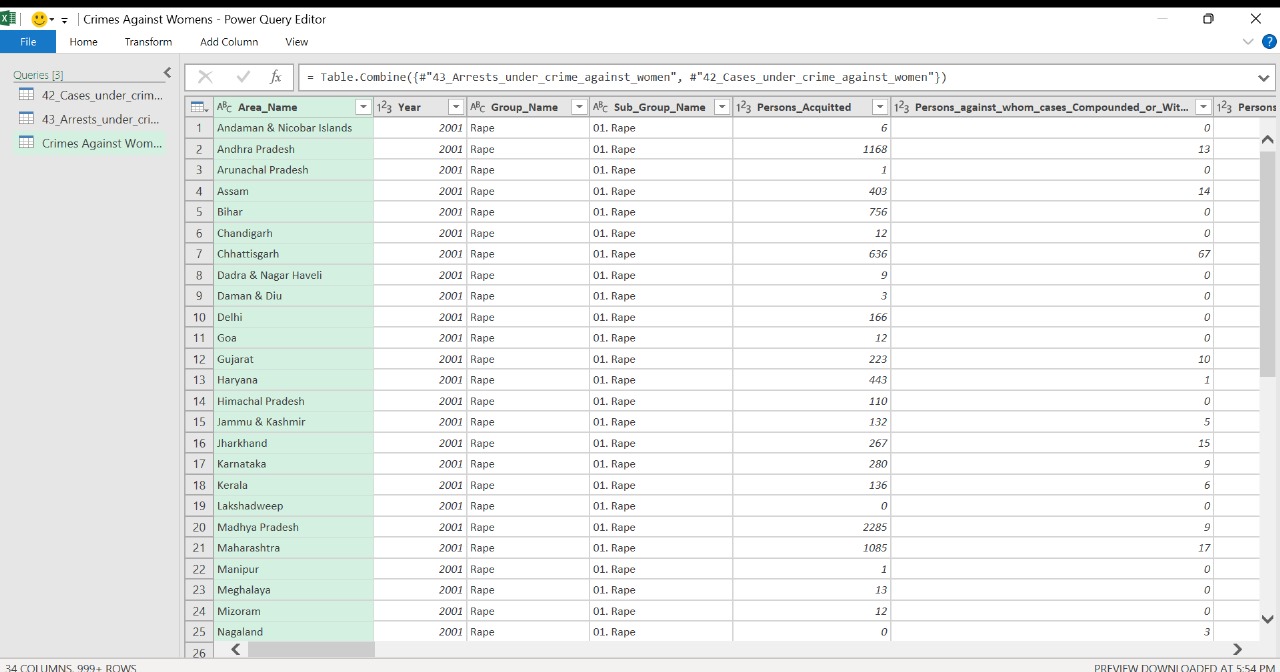 Crimes Against Womens - Power Query Editor
File Home Transform Add Column View
Queries [3]
42_Cases_under_crim...
43_Arrests_under_cri...
Crimes Against Wom...
fx = Table.Combine({#"43_Arrests_under_crime_against_women", #"42_Cases_under_crime_against_women"})
ABC Area_Name 123 Year ABC Group_Name ABC Sub_Group_Name 123 Persons_Acquitted 123 Persons_against_whom_cases_Compounded_or_Wit... 123 Persons
1 Andaman & Nicobar Islands 2001 Rape 01. Rape 6 0
2 Andhra Pradesh 2001 Rape 01. Rape 1168 13
3 Arunachal Pradesh 2001 Rape 01. Rape 1 0
4 Assam 2001 Rape 01. Rape 403 14
5 Bihar 2001 Rape 01. Rape 756 0
6 Chandigarh 2001 Rape 01. Rape 12 0
7 Chhattisgarh 2001 Rape 01. Rape 636 67
8 Dadra & Nagar Haveli 2001 Rape 01. Rape 9 0
9 Daman & Diu 2001 Rape 01. Rape 3 0
10 Delhi 2001 Rape 01. Rape 166 0
11 Goa 2001 Rape 01. Rape 12 0
12 Gujarat 2001 Rape 01. Rape 223 10
13 Haryana 2001 Rape 01. Rape 443 1
14 Himachal Pradesh 2001 Rape 01. Rape 110 0
15 Jammu & Kashmir 2001 Rape 01. Rape 132 5
16 Jharkhand 2001 Rape 01. Rape 267 15
17 Karnataka 2001 Rape 01. Rape 280 9
18 Kerala 2001 Rape 01. Rape 136 6
19 Lakshadweep 2001 Rape 01. Rape 0 0
20 Madhya Pradesh 2001 Rape 01. Rape 2285 9
21 Maharashtra 2001 Rape 01. Rape 1085 17
22 Manipur 2001 Rape 01. Rape 1 0
23 Meghalaya 2001 Rape 01. Rape 13 0
24 Mizoram 2001 Rape 01. Rape 12 0
25 Nagaland 2001 Rape 01. Rape 0 3
26
34 COLUMNS, 999+ ROWS PREVIEW DOWNLOADED AT 5:54 PM